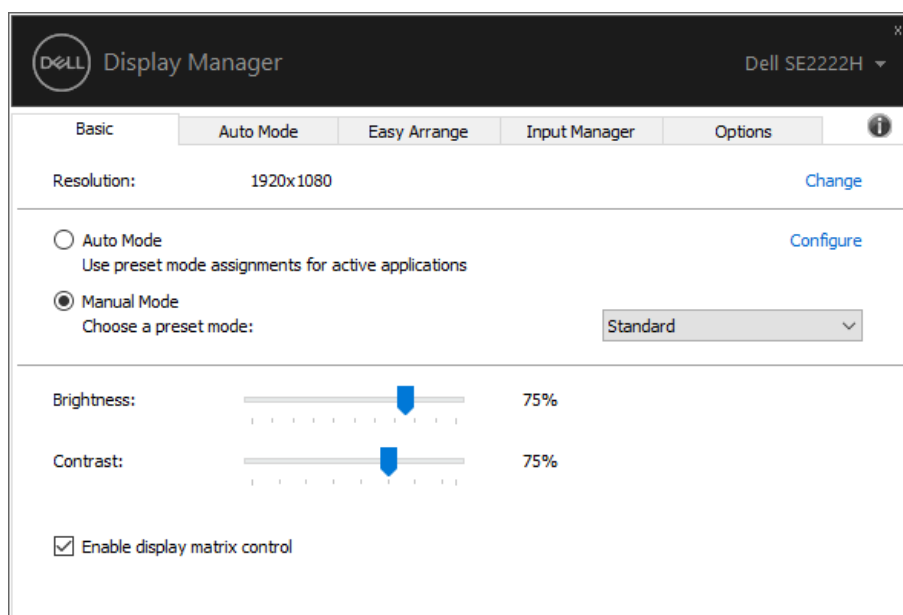 x
DELL Display Manager Dell SE2222H
Basic Auto Mode Easy Arrange Input Manager Options i
Resolution: 1920x1080 Change
Auto Mode Configure
Use preset mode assignments for active applications
Manual Mode
Choose a preset mode: Standard
Brightness: 75%
Contrast: 75%
Enable display matrix control